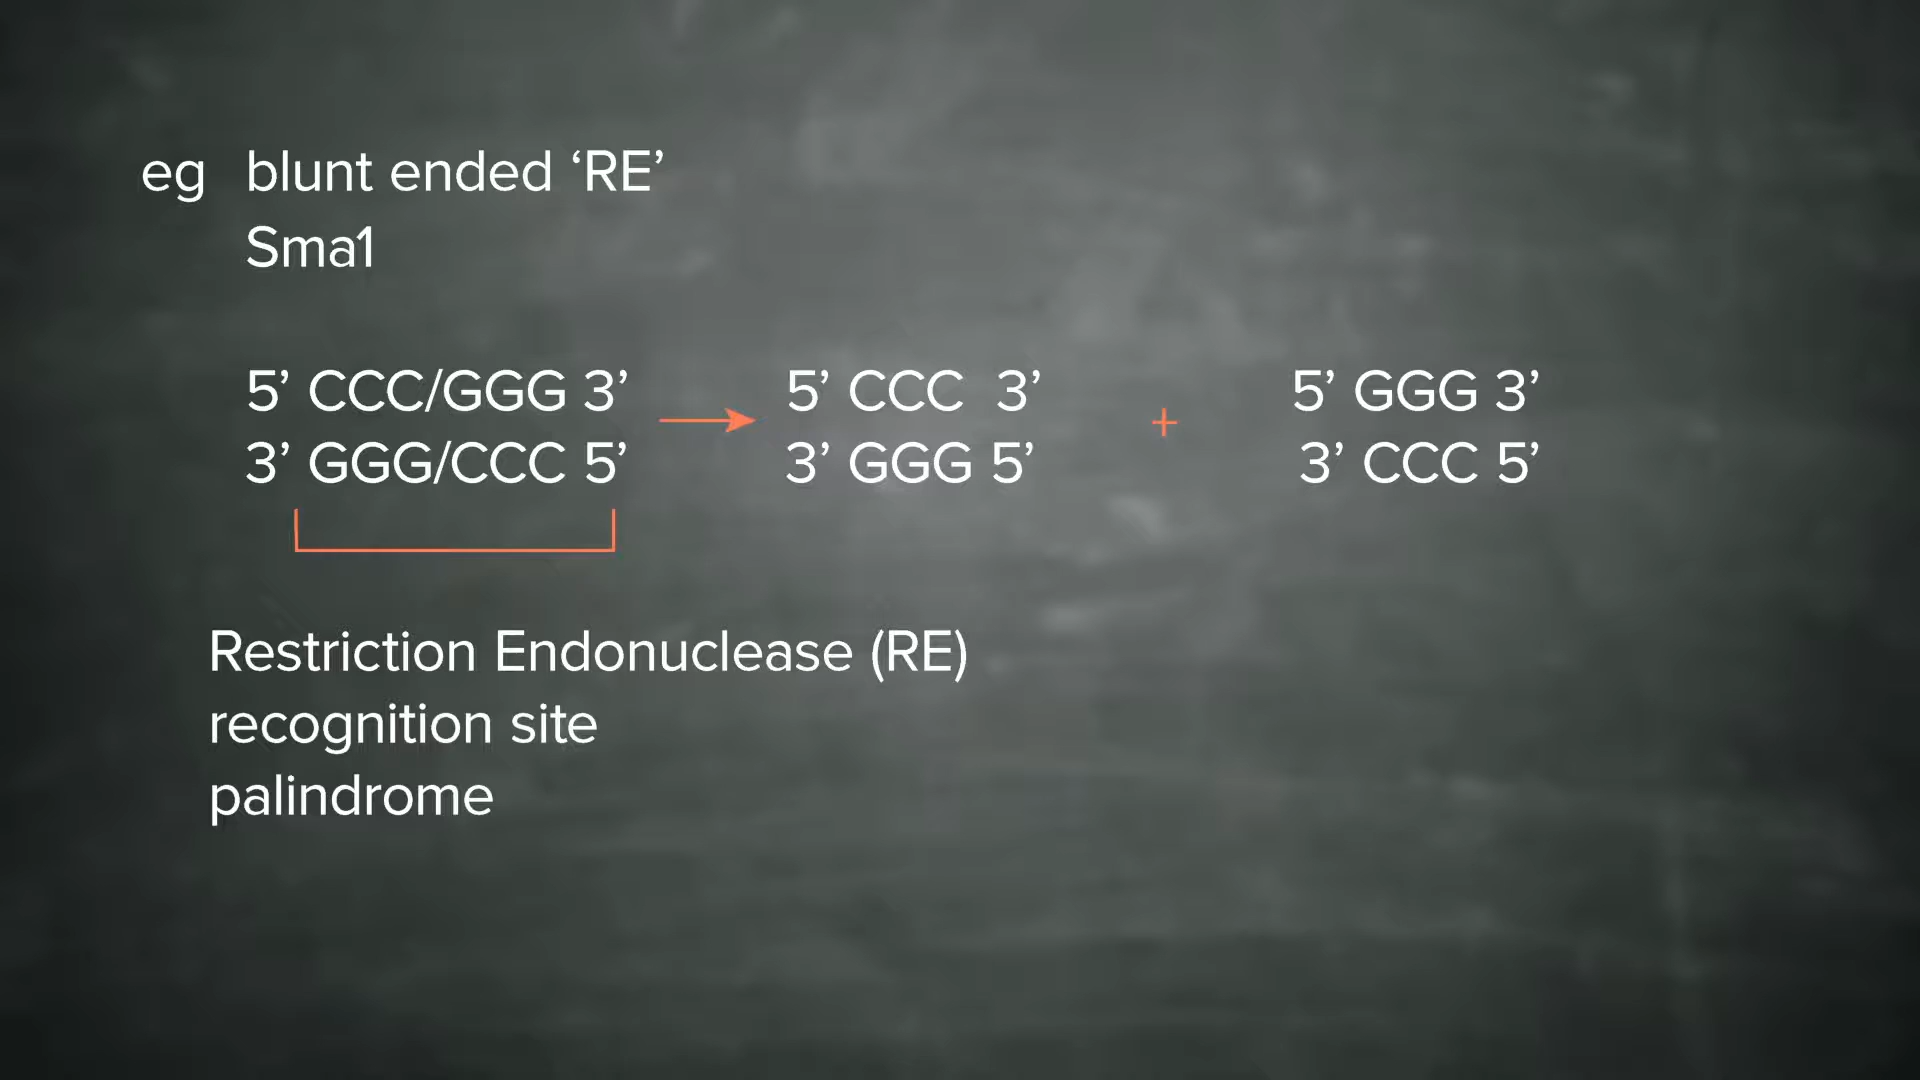 eg blunt ended ‘RE’
Sma1
5’ CCC/GGG 3’ 5’ CCC 3’ + 5’ GGG 3’
3’ GGG/CCC 5’ 3’ GGG 5’ 3’ CCC 5’
Restriction Endonuclease (RE)
recognition site
palindrome